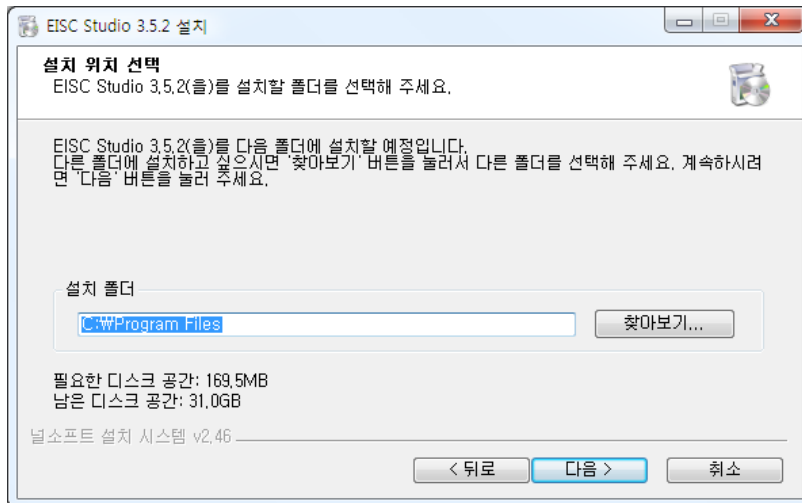 EISC Studio 3.5.2 설치
설치 위치 선택
EISC Studio 3.5.2(을)를 설치할 폴더를 선택해 주세요.
EISC Studio 3.5.2(을)를 다음 폴더에 설치할 예정입니다.
다른 폴더에 설치하고 싶으시면 '찾아보기' 버튼을 눌러서 다른 폴더를 선택해 주세요. 계속하시려
면 '다음' 버튼을 눌러 주세요.
설치 폴더
C:₩Program Files
찾아보기...
필요한 디스크 공간: 169.5MB
남은 디스크 공간: 31.0GB
널소프트 설치 시스템 v2.46
< 뒤로
다음 >
취소